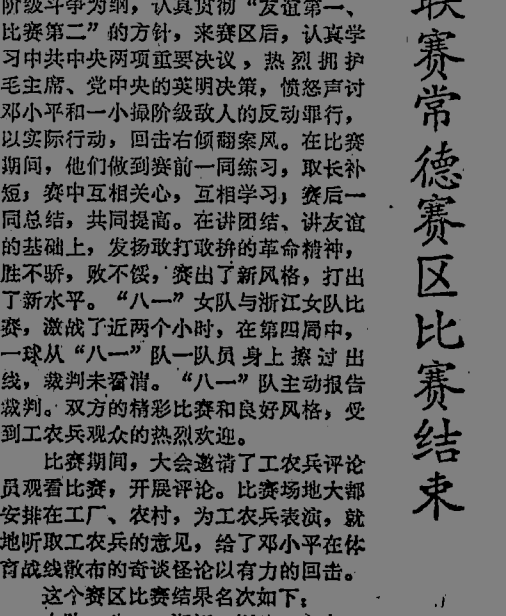 联赛常德赛区比赛结束
阶级斗争为纲，认真贯彻“友谊第一、
比赛第二”的方针，来赛区后，认真学
习中共中央两项重要决议，热烈拥护
毛主席、党中央的英明决策，愤怒声讨
邓小平和一小撮阶级敌人的反动罪行，
以实际行动，回击右倾翻案风。在比赛
期间，他们做到赛前一同练习，取长补
短；赛中互相关心，互相学习；赛后一
同总结，共同提高。在讲团结、讲友谊
的基础上，发扬敢打敢拚的革命精神，
胜不骄，败不馁，赛出了新风格，打出
了新水平。“八一”女队与浙江女队比
赛，激战了近两个小时，在第四局中，
一球从“八一”队一队员身上擦过出
线，裁判未看清。“八一”队主动报告
裁判。双方的精彩比赛和良好风格，受
到工农兵观众的热烈欢迎。
比赛期间，大会邀请了工农兵评论
员观看比赛，开展评论。比赛场地大都
安排在工厂、农村，为工农兵表演，就
地听取工农兵的意见，给了邓小平在体
育战线散布的奇谈怪论以有力的回击。
这个赛区比赛结果名次如下：